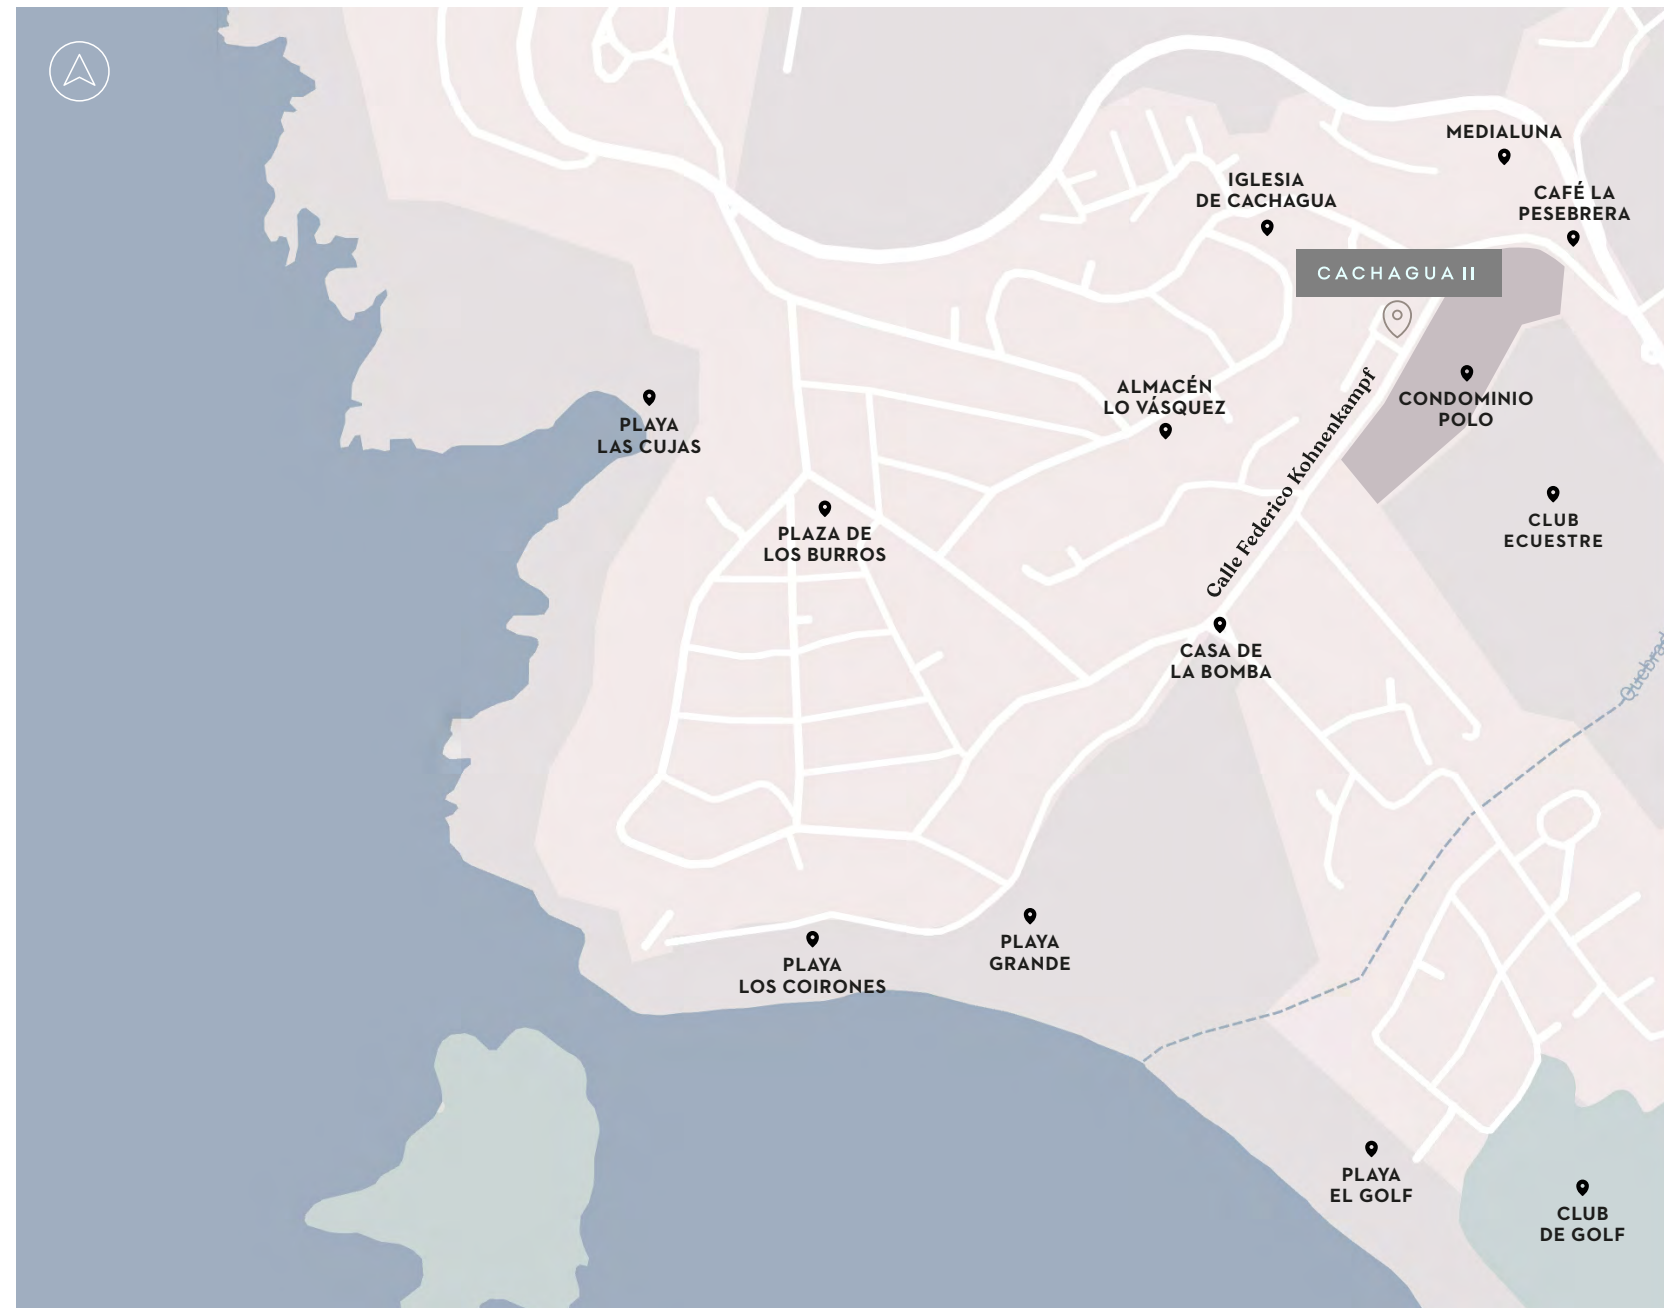 MEDIALUNA
IGLESIA
DE CACHAGUA
CAFÉ LA
PESEBRERA
CACHAGUA II
ALMACÉN
LO VÁSQUEZ
CONDOMINIO
POLO
PLAYA
LAS CUJAS
Calle Federico Kohnenkampf
PLAZA DE
LOS BURROS
CLUB
ECUESTRE
CASA DE
LA BOMBA
PLAYA
GRANDE
PLAYA
LOS COIRONES
PLAYA
EL GOLF
CLUB
DE GOLF